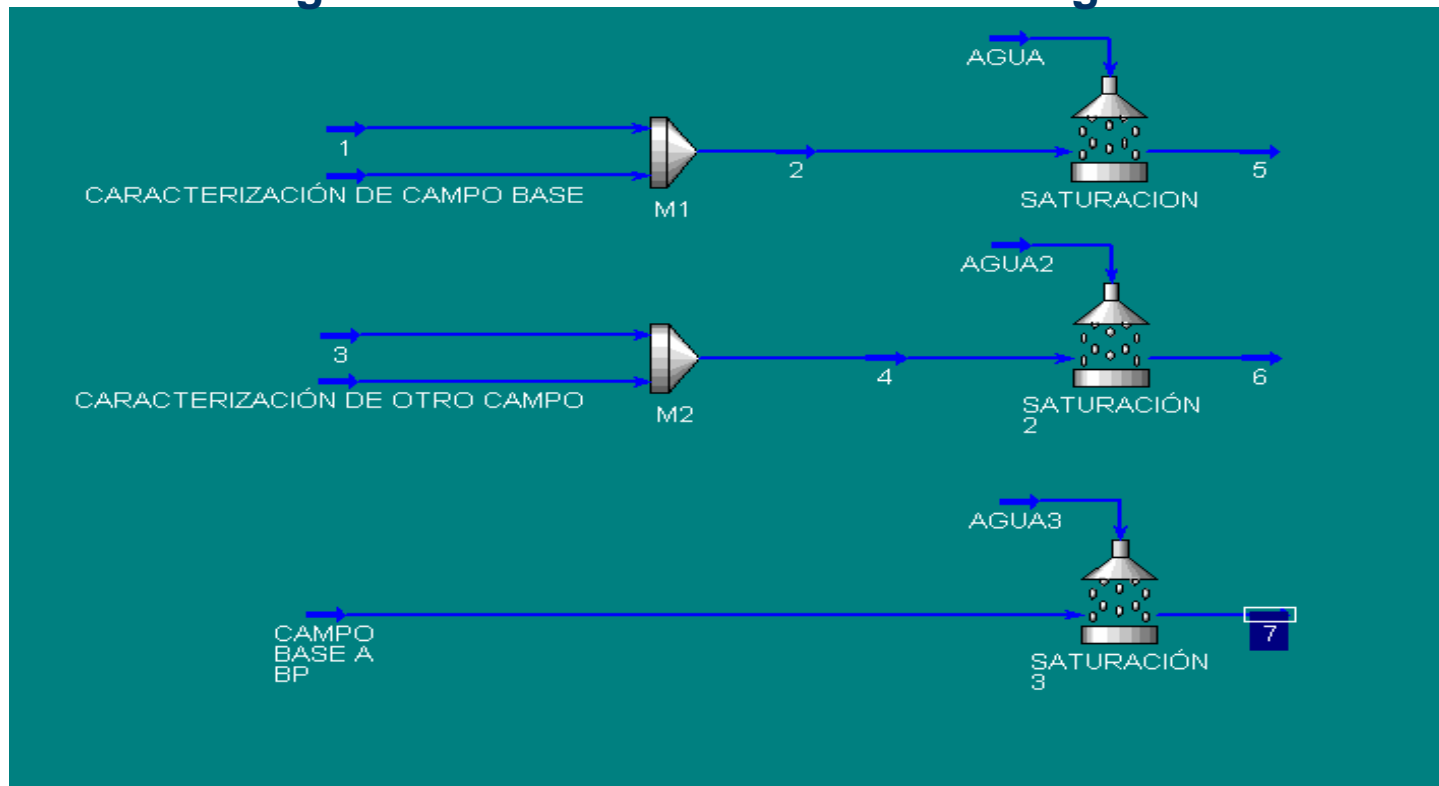 AGUA
1
2
5
CARACTERIZACIÓN DE CAMPO BASE
M1
SATURACION
AGUA2
3
4
6
CARACTERIZACIÓN DE OTRO CAMPO
M2
SATURACIÓN
2
AGUA3
CAMPO
BASE A
BP
7
SATURACIÓN
3